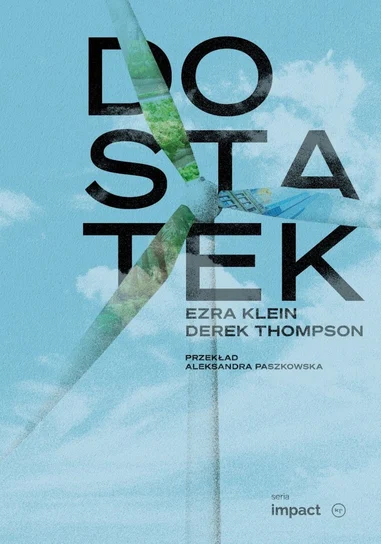 DO
STA
TEK
EZRA KLEIN
DEREK THOMPSON
PRZEKŁAD
ALEKSANDRA PASZKOWSKA
seria
impact